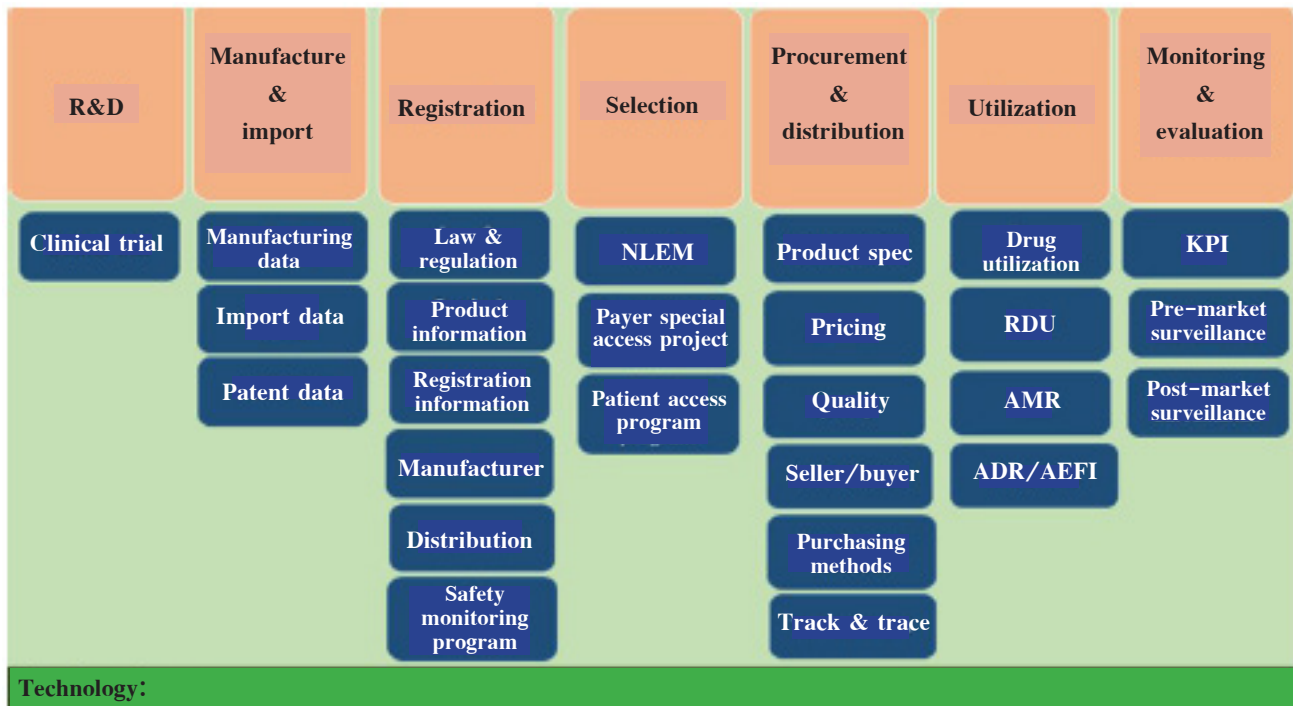 R&D
Manufacture
&
import
Registration
Selection
Procurement
&
distribution
Utilization
Monitoring
&
evaluation
Clinical trial
Manufacturing
data
Import data
Patent data
Law &
regulation
Product
information
Registration
information
Manufacturer
Distribution
Safety
monitoring
program
NLEM
Payer special
access project
Patient access
program
Product spec
Pricing
Quality
Seller/buyer
Purchasing
methods
Track & trace
Drug
utilization
RDU
AMR
ADR/AEFI
KPI
Pre-market
surveillance
Post-market
surveillance
Technology: